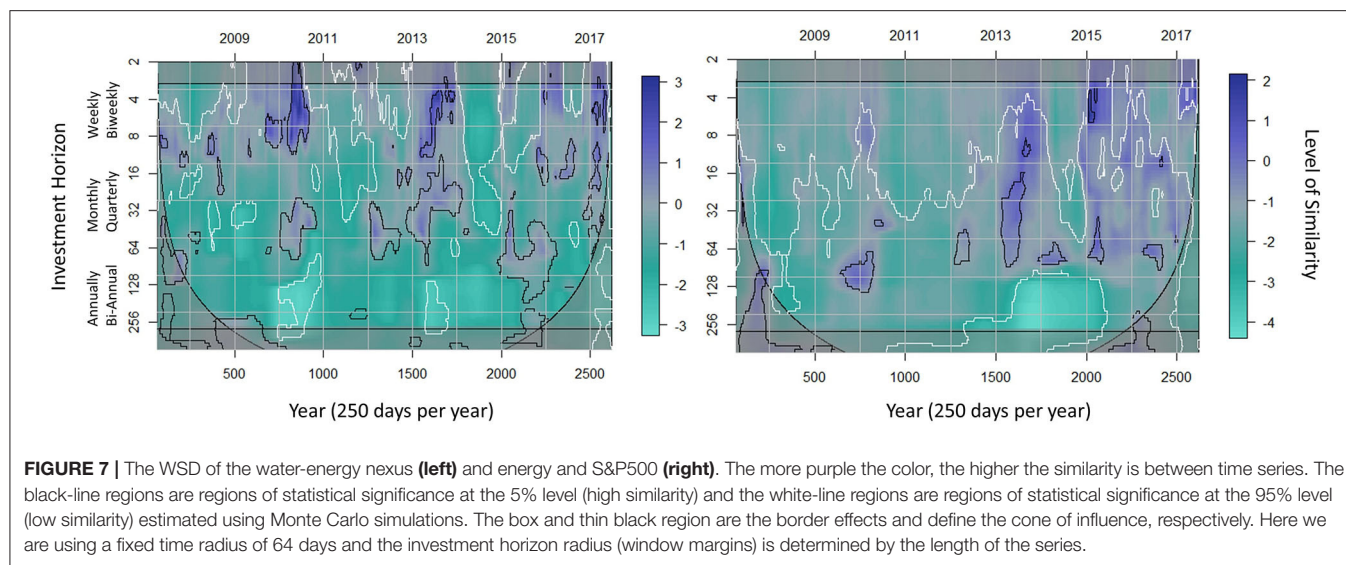 2009 2011 2013 2015 2017
2009 2011 2013 2015 2017
Investment Horizon
Weekly
Biweekly
Monthly
Quarterly
Annually
Bi-Annual
2
4
8
16
32
64
128
256
500 1000 1500 2000 2500
Year (250 days per year)
3
2
1
0
-1
-2
-3
2
4
8
16
32
64
128
256
500 1000 1500 2000 2500
Year (250 days per year)
2
1
0
-1
-2
-3
-4
Level of Similarity
FIGURE 7 | The WSD of the water-energy nexus (left) and energy and S&P500 (right). The more purple the color, the higher the similarity is between time series. The
black-line regions are regions of statistical significance at the 5% level (high similarity) and the white-line regions are regions of statistical significance at the 95% level
(low similarity) estimated using Monte Carlo simulations. The box and thin black region are the border effects and define the cone of influence, respectively. Here we
are using a fixed time radius of 64 days and the investment horizon radius (window margins) is determined by the length of the series.